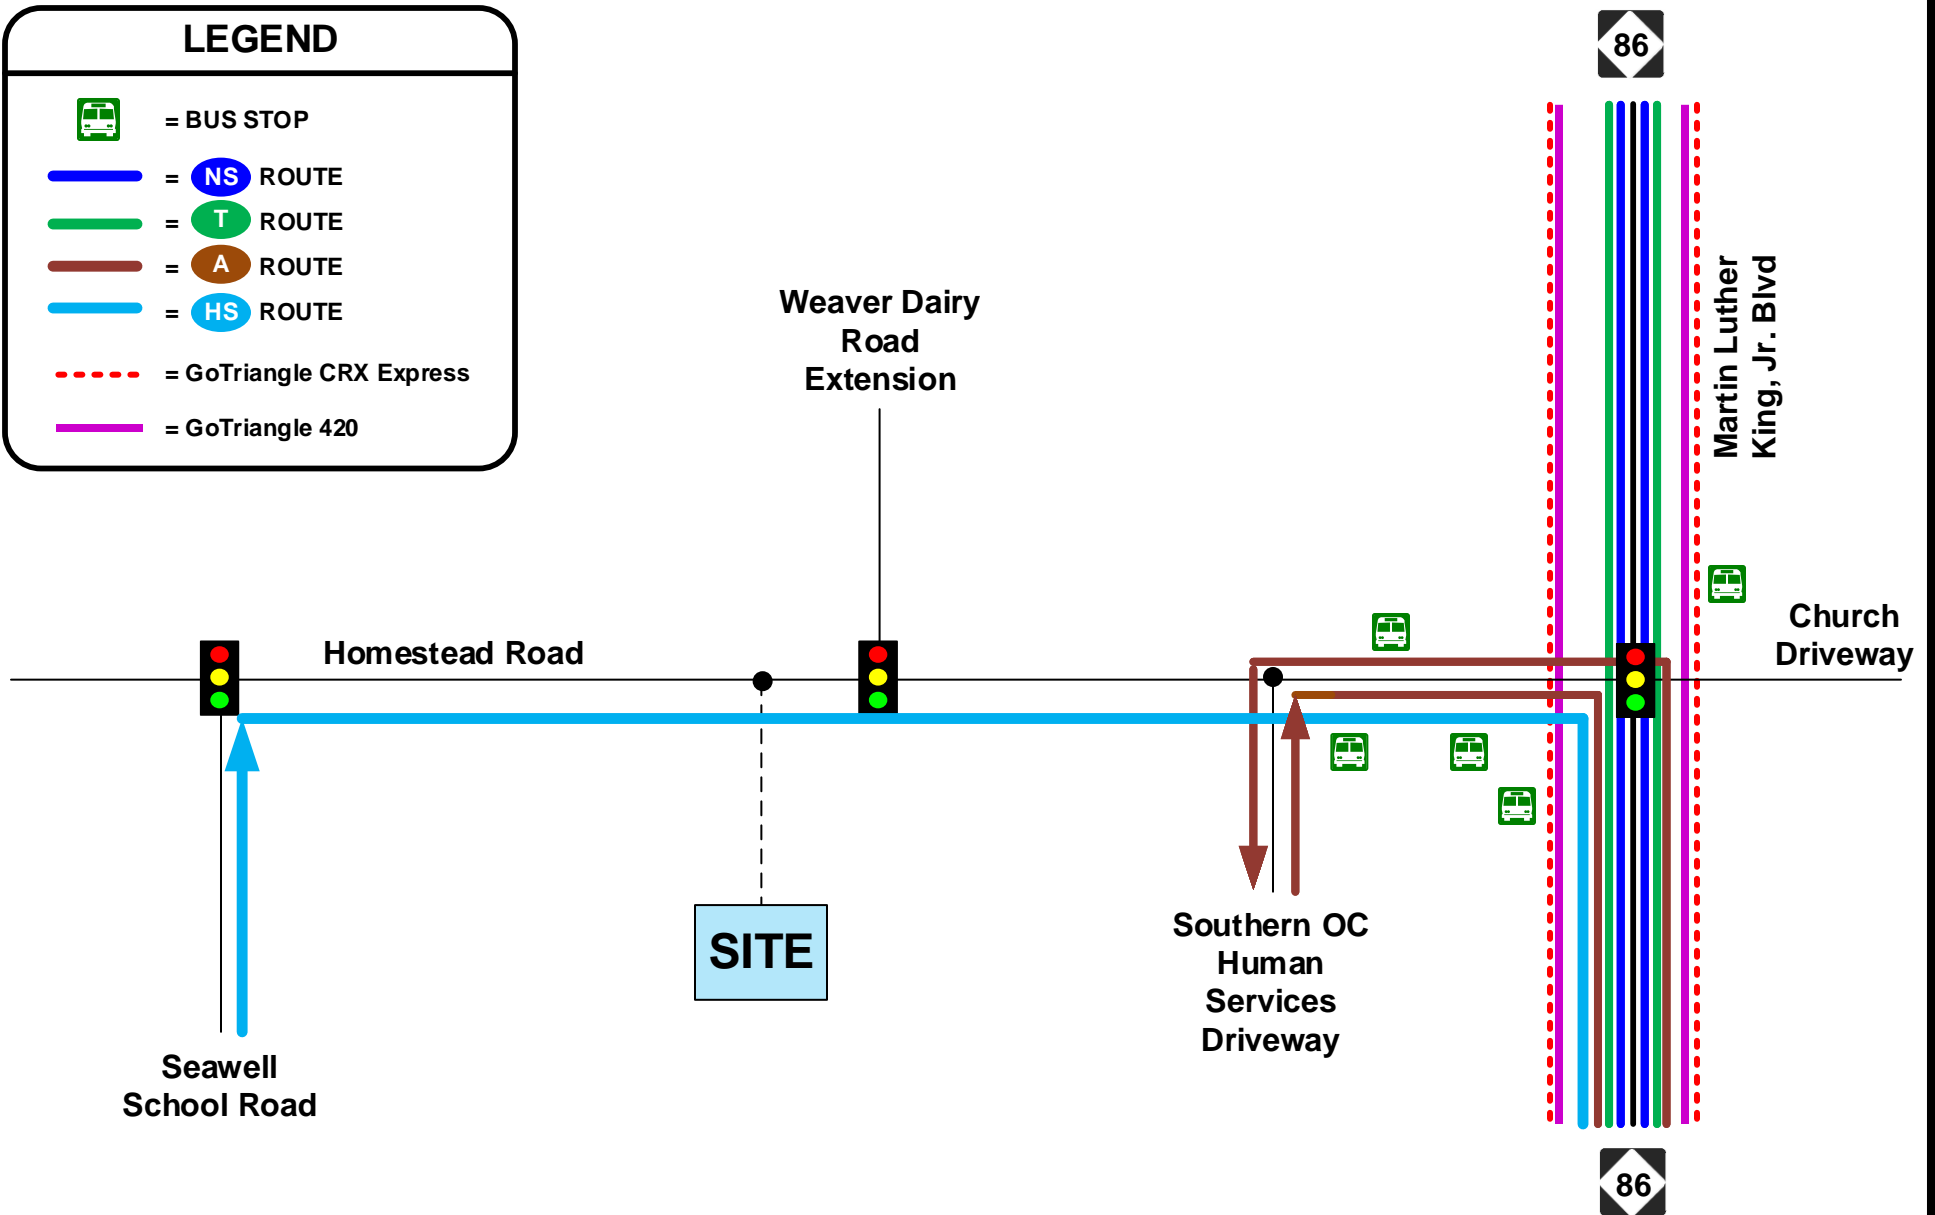 LEGEND
= BUS STOP
= NS ROUTE
= T ROUTE
= A ROUTE
= HS ROUTE
= GoTriangle CRX Express
= GoTriangle 420
86
Weaver Dairy
Road
Extension
Martin Luther
King, Jr. Blvd
Church
Driveway
Homestead Road
SITE
Southern OC
Human
Services
Driveway
Seawell
School Road
86